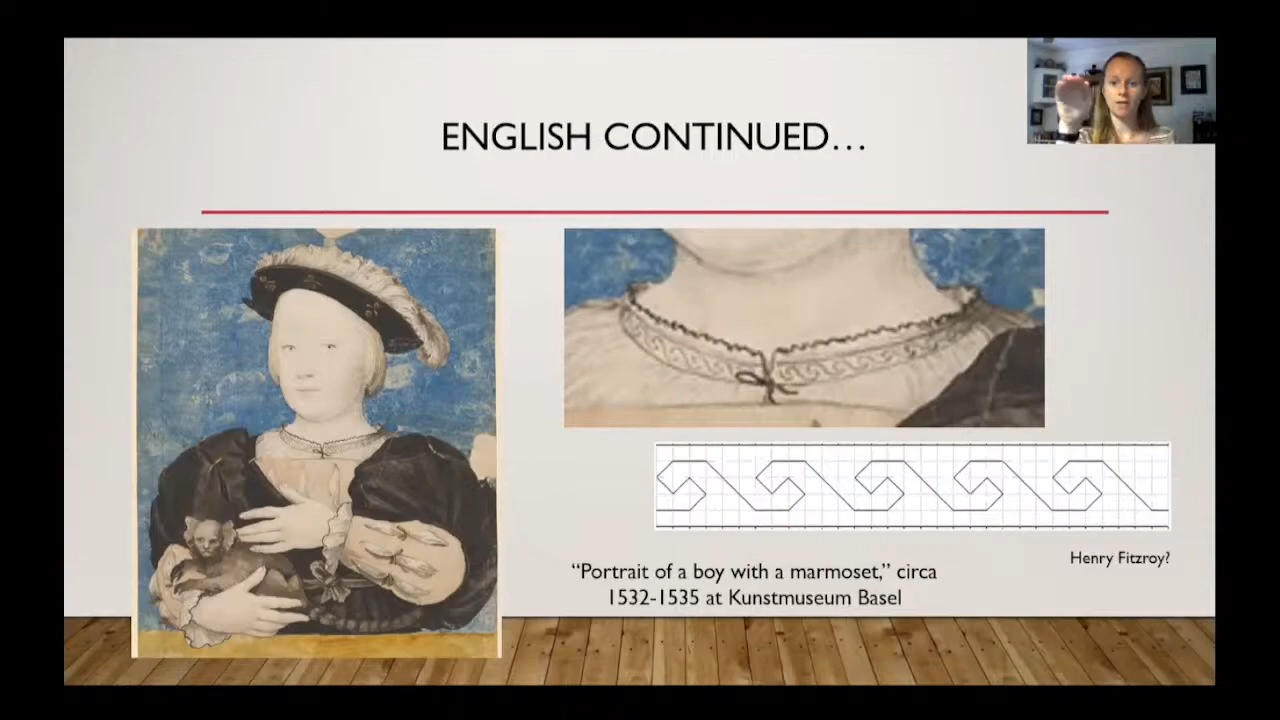 ENGLISH CONTINUED…
“Portrait of a boy with a marmoset,” circa
1532-1535 at Kunstmuseum Basel
Henry Fitzroy?